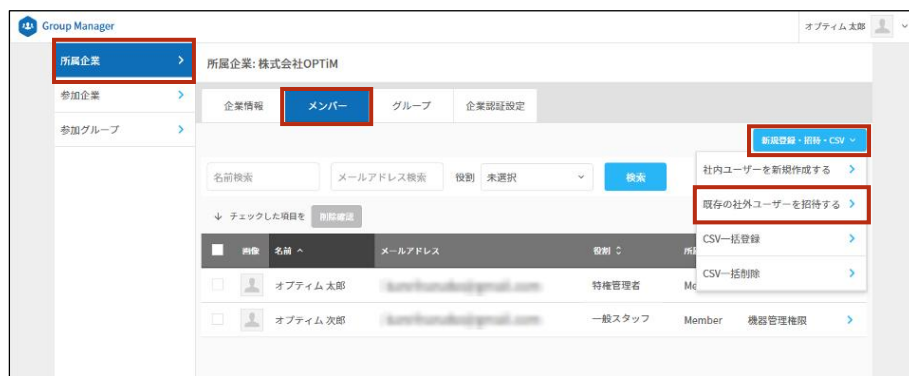 Group Manager
オプティム 太郎
所属企業
参加企業
参加グループ
所属企業: 株式会社OPTiM
企業情報
メンバー
グループ
企業認証設定
新規登録・招待・CSV
社内ユーザーを新規作成する
既存の社外ユーザーを招待する
CSV一括登録
CSV一括削除
名前検索
メールアドレス検索
役割 未選択
検索
↓ チェックした項目を 削除確認
画像 名前 メールアドレス 役割
オプティム 太郎 特権管理者
オプティム 次郎 一般スタッフ Member 機器管理権限